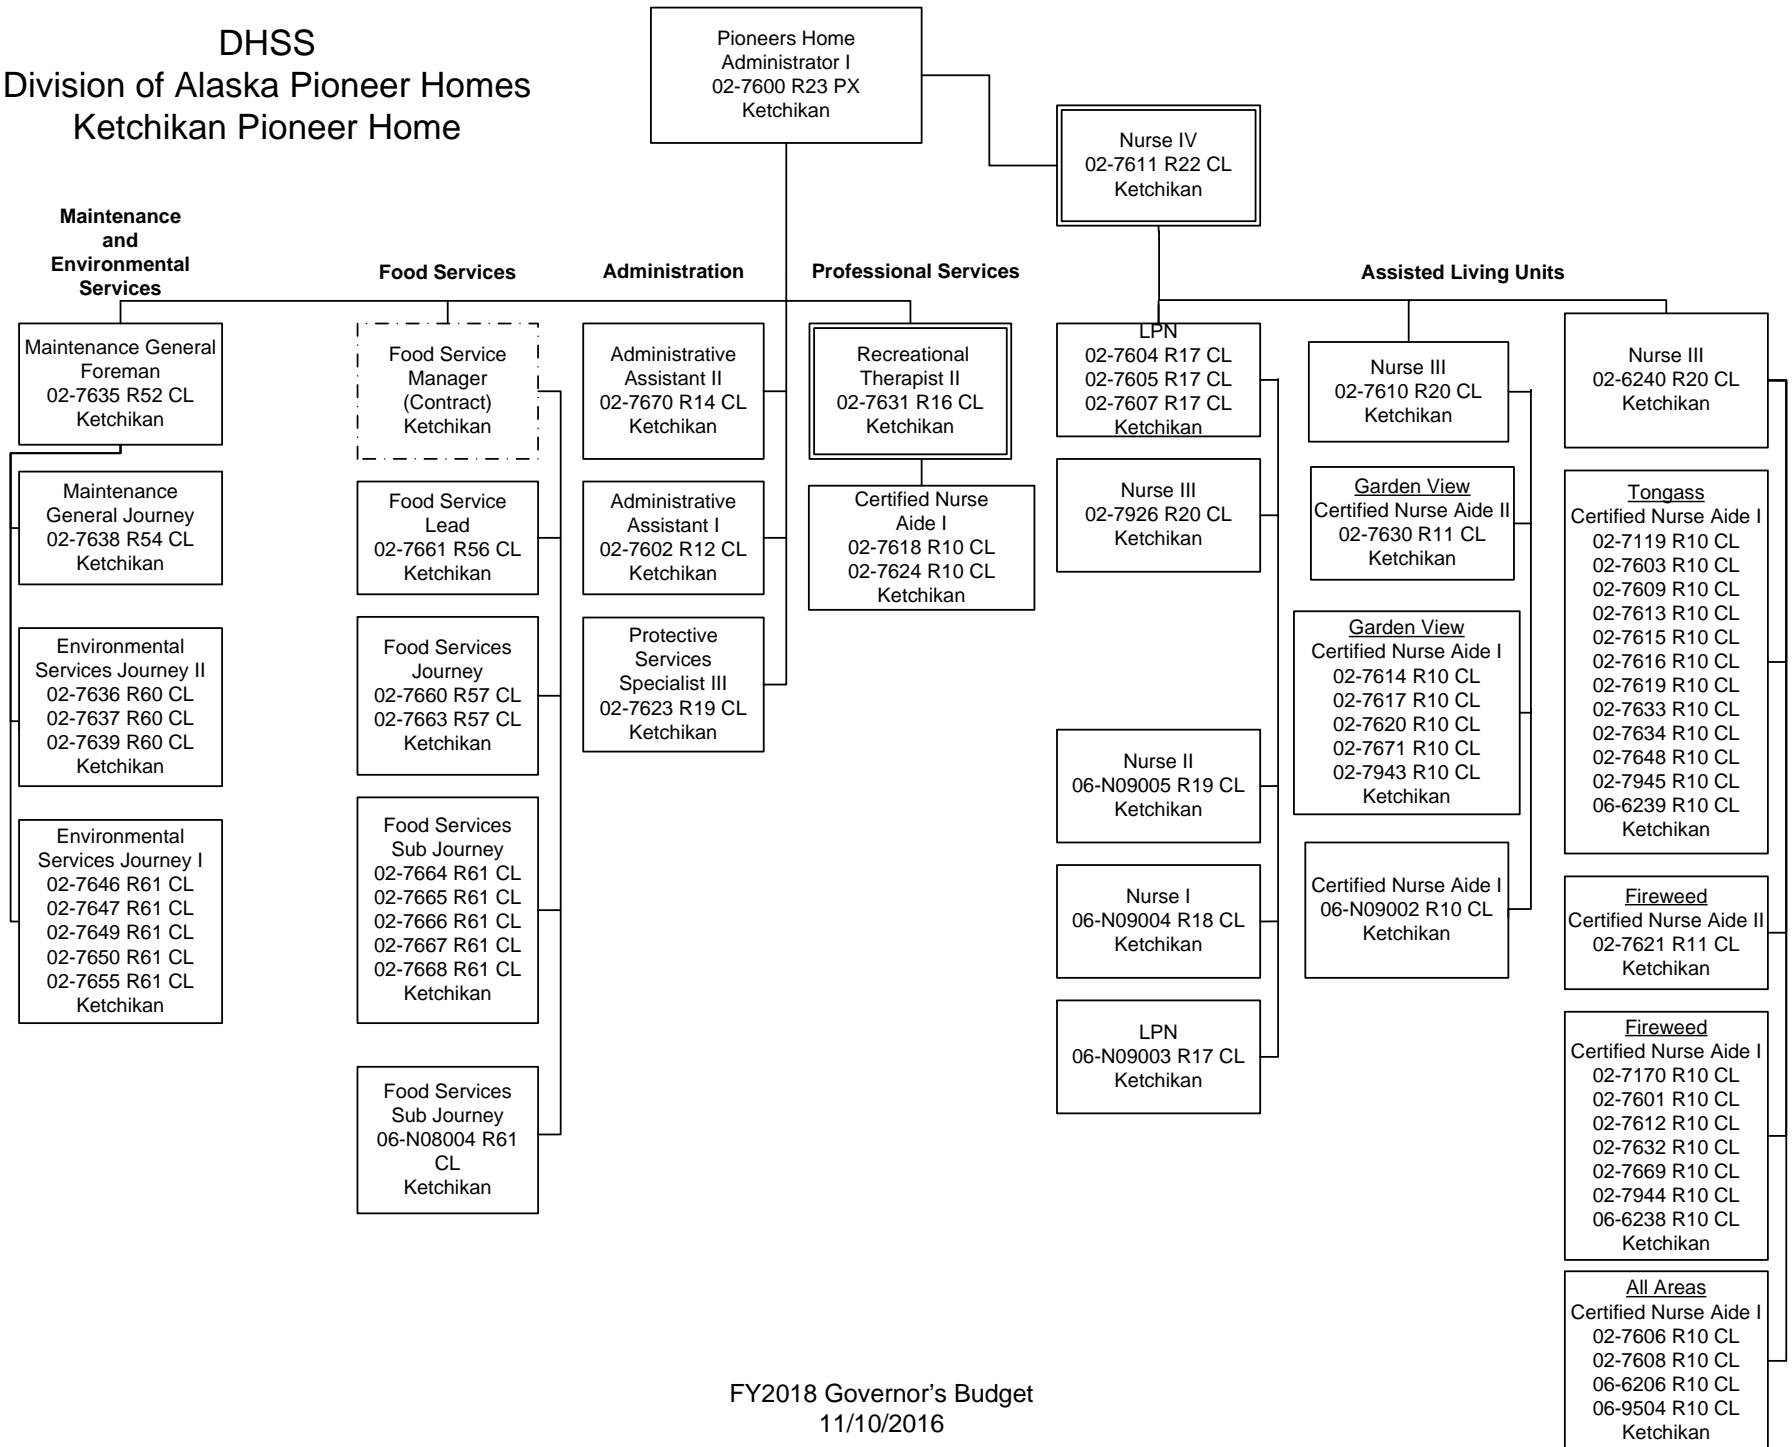 DHSS
Division of Alaska Pioneer Homes
Ketchikan Pioneer Home
Pioneers Home
Administrator I
02-7600 R23 PX
Ketchikan
Nurse IV
02-7611 R22 CL
Ketchikan
Maintenance
and
Environmental
Services
Food Services
Administration
Professional Services
Assisted Living Units
Maintenance General
Foreman
02-7635 R52 CL
Ketchikan
Maintenance
General Journey
02-7638 R54 CL
Ketchikan
Environmental
Services Journey II
02-7636 R60 CL
02-7637 R60 CL
02-7639 R60 CL
Ketchikan
Environmental
Services Journey I
02-7646 R61 CL
02-7647 R61 CL
02-7649 R61 CL
02-7650 R61 CL
02-7655 R61 CL
Ketchikan
Food Service
Manager
(Contract)
Ketchikan
Food Service
Lead
02-7661 R56 CL
Ketchikan
Food Services
Journey
02-7660 R57 CL
02-7663 R57 CL
Ketchikan
Food Services
Sub Journey
02-7664 R61 CL
02-7665 R61 CL
02-7666 R61 CL
02-7667 R61 CL
02-7668 R61 CL
Ketchikan
Food Services
Sub Journey
06-N08004 R61
CL
Ketchikan
Administrative
Assistant II
02-7670 R14 CL
Ketchikan
Administrative
Assistant I
02-7602 R12 CL
Ketchikan
Protective
Services
Specialist III
02-7623 R19 CL
Ketchikan
Recreational
Therapist II
02-7631 R16 CL
Ketchikan
Certified Nurse
Aide I
02-7618 R10 CL
02-7624 R10 CL
Ketchikan
LPN
02-7604 R17 CL
02-7605 R17 CL
02-7607 R17 CL
Ketchikan
Nurse III
02-7926 R20 CL
Ketchikan
Nurse II
06-N09005 R19 CL
Ketchikan
Nurse I
06-N09004 R18 CL
Ketchikan
LPN
06-N09003 R17 CL
Ketchikan
Nurse III
02-7610 R20 CL
Ketchikan
Garden View
Certified Nurse Aide II
02-7630 R11 CL
Ketchikan
Garden View
Certified Nurse Aide I
02-7614 R10 CL
02-7617 R10 CL
02-7620 R10 CL
02-7671 R10 CL
02-7943 R10 CL
Ketchikan
Certified Nurse Aide I
06-N09002 R10 CL
Ketchikan
Nurse III
02-6240 R20 CL
Ketchikan
Tongass
Certified Nurse Aide I
02-7119 R10 CL
02-7603 R10 CL
02-7609 R10 CL
02-7613 R10 CL
02-7615 R10 CL
02-7616 R10 CL
02-7619 R10 CL
02-7633 R10 CL
02-7634 R10 CL
02-7648 R10 CL
02-7945 R10 CL
06-6239 R10 CL
Ketchikan
Fireweed
Certified Nurse Aide II
02-7621 R11 CL
Ketchikan
Fireweed
Certified Nurse Aide I
02-7170 R10 CL
02-7601 R10 CL
02-7612 R10 CL
02-7632 R10 CL
02-7669 R10 CL
02-7944 R10 CL
06-6238 R10 CL
Ketchikan
All Areas
Certified Nurse Aide I
02-7606 R10 CL
02-7608 R10 CL
06-6206 R10 CL
06-9504 R10 CL
Ketchikan
FY2018 Governor's Budget
11/10/2016